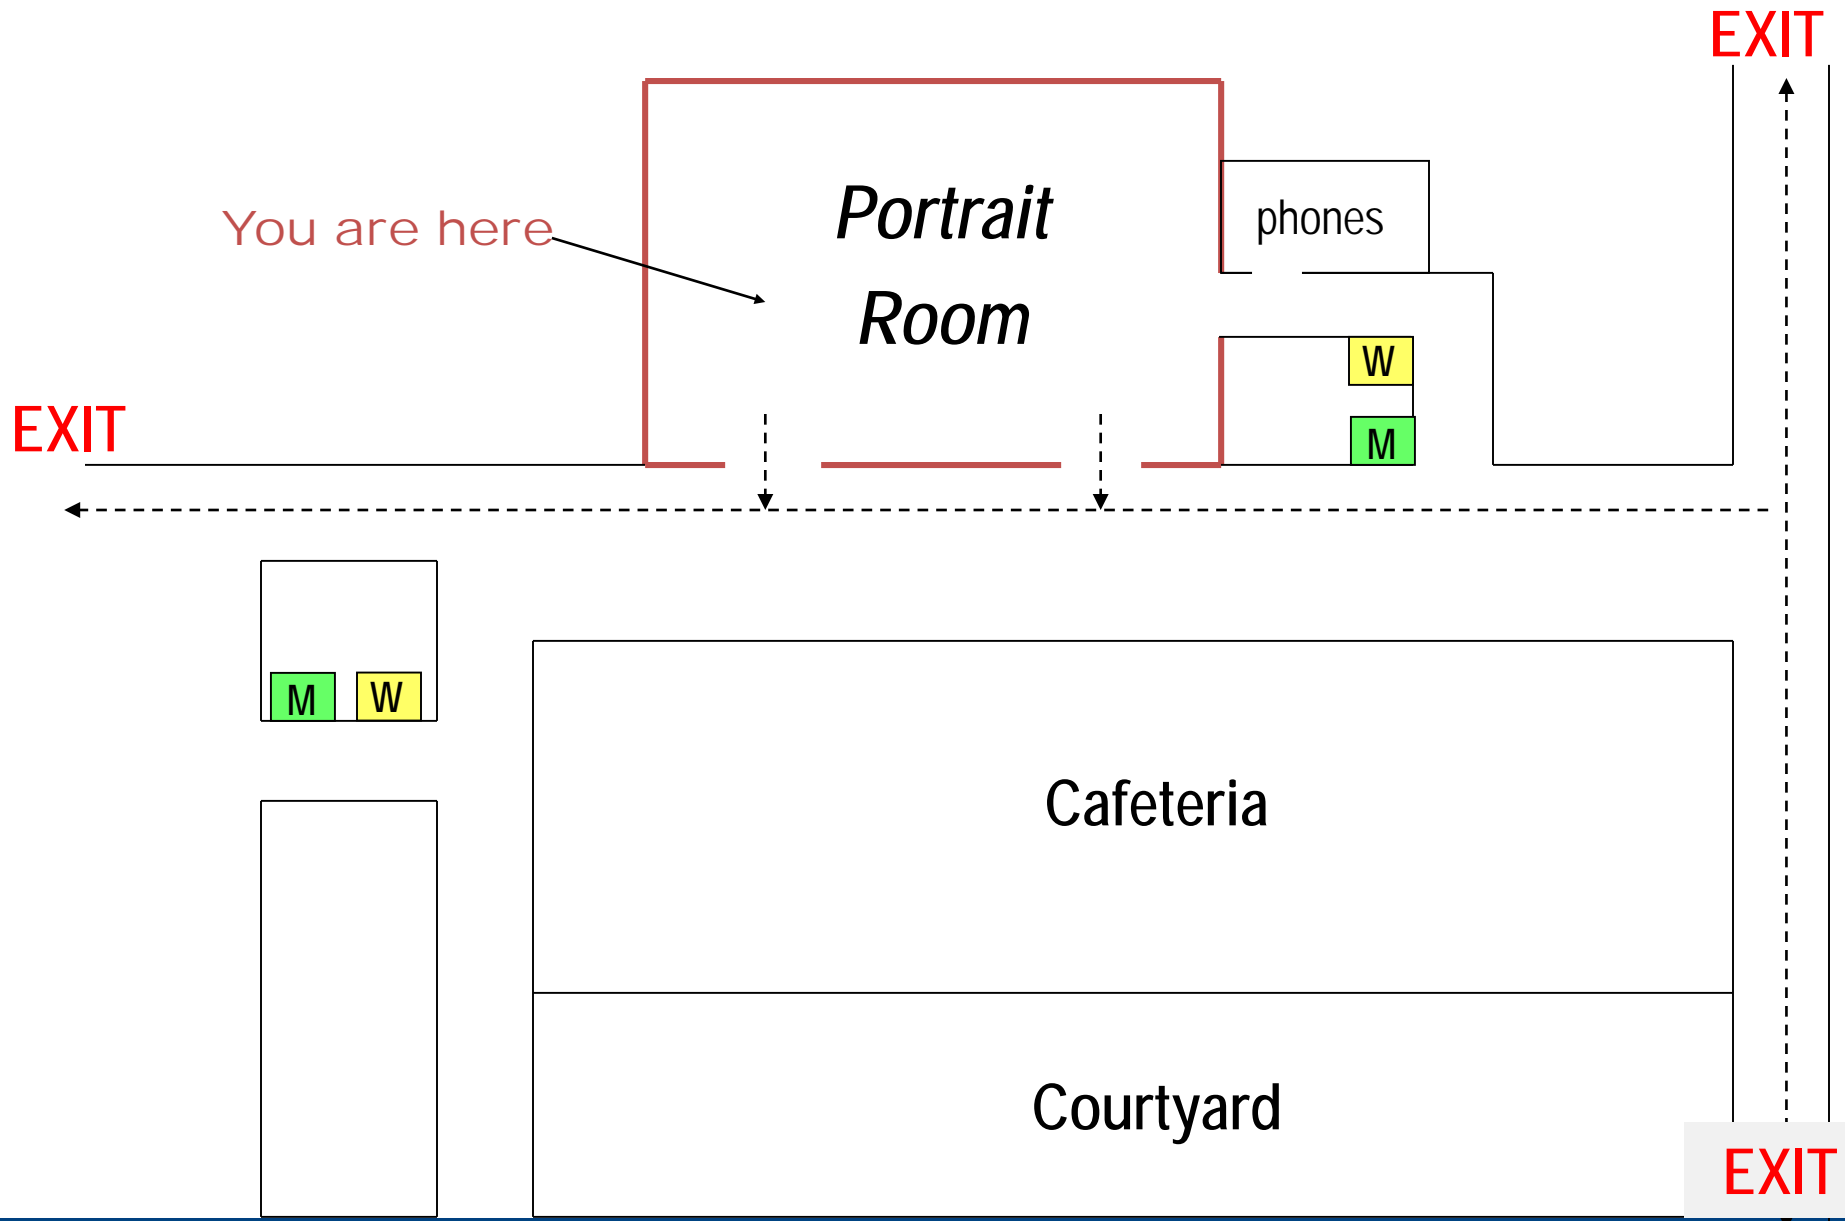 EXIT
Portrait
Room
phones
You are here
W
EXIT
M
M
W
Cafeteria
Courtyard
EXIT